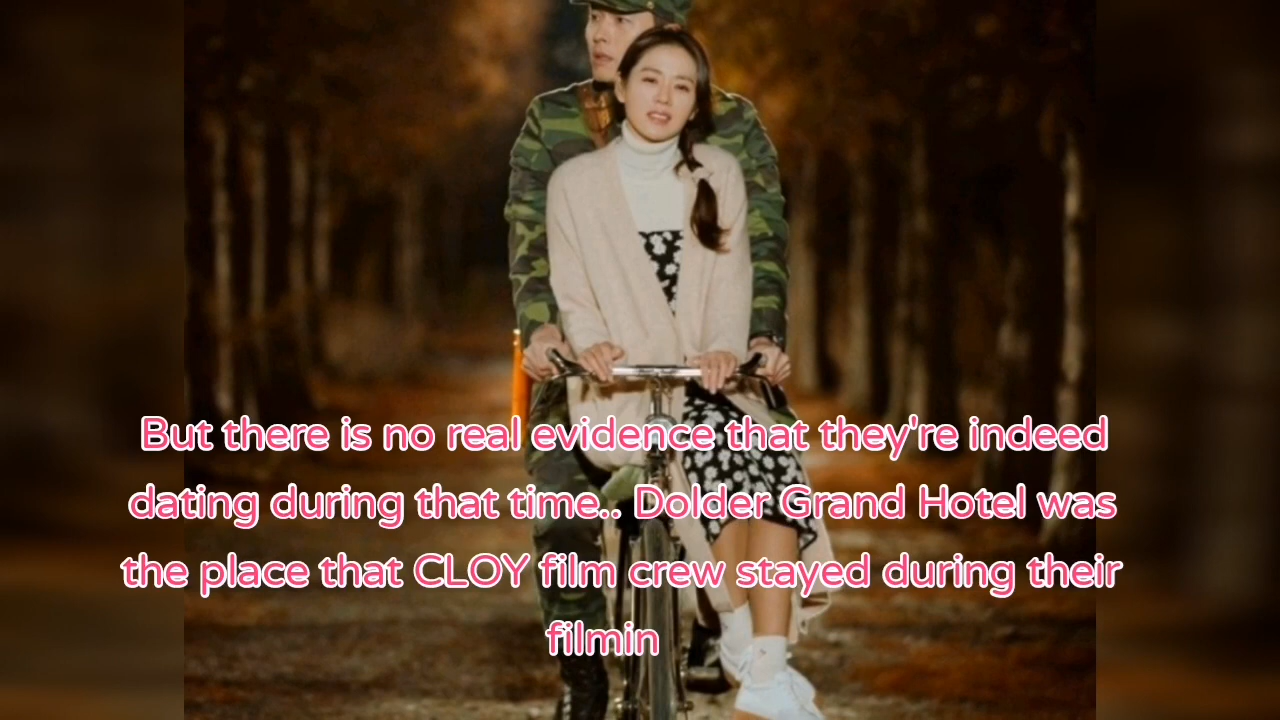 But there is no real evidence that they're indeed
dating during that time.. Dolder Grand Hotel was
the place that CLOY film crew stayed during their
filmin